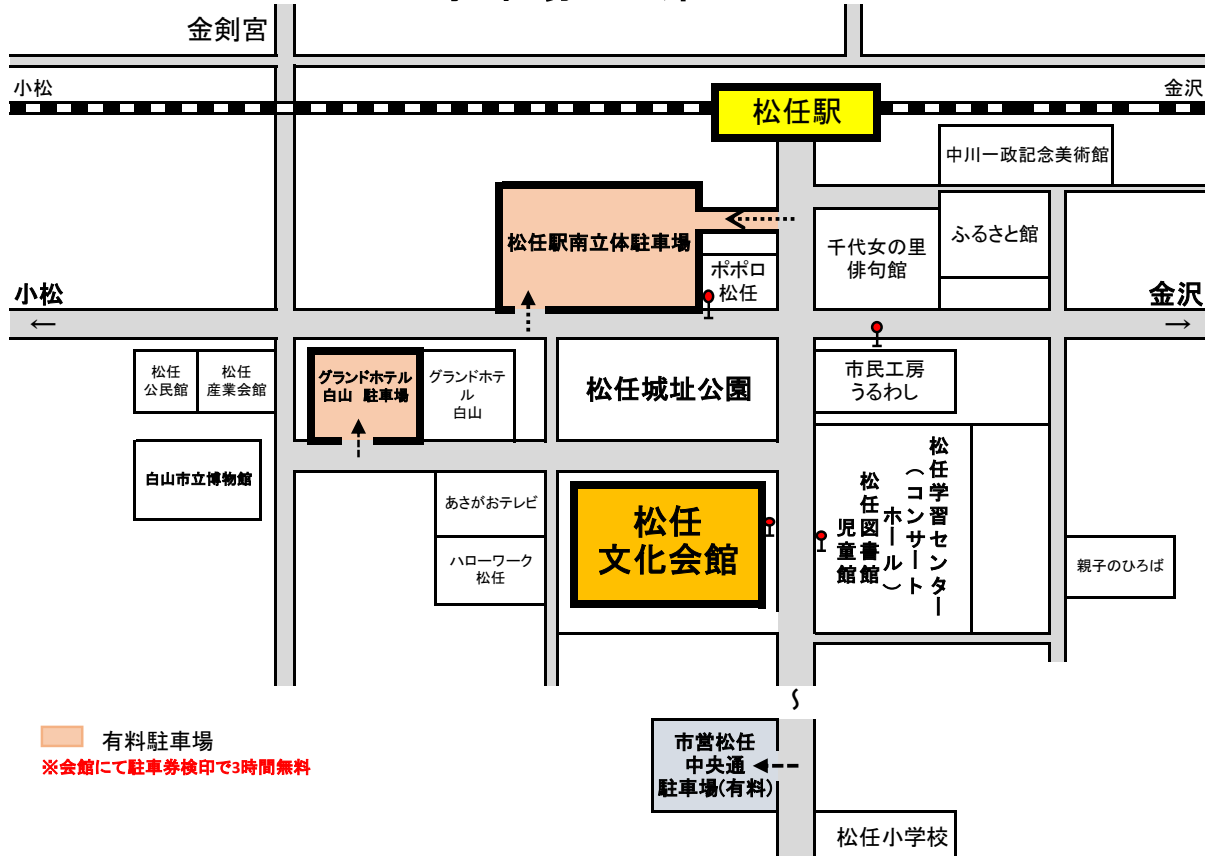 金剣宮
小松
金沢
松任駅
中川一政記念美術館
松任駅南立体駐車場
ポポロ
松任
千代女の里
俳句館
ふるさと館
小松
←
金沢
→
松任
公民館
松任
産業会館
グランドホテル
白山 駐車場
グランドホテ
ル
白山
松任城址公園
市民工房
うるわし
白山市立博物館
あさがおテレビ
ハローワーク
松任
松任
文化会館
松任学習センター
（コンサート
ホール）
松任図書館
児童館
親子のひろば
有料駐車場
※会館にて駐車券検印で3時間無料
市営松任
中央通
駐車場(有料)
松任小学校